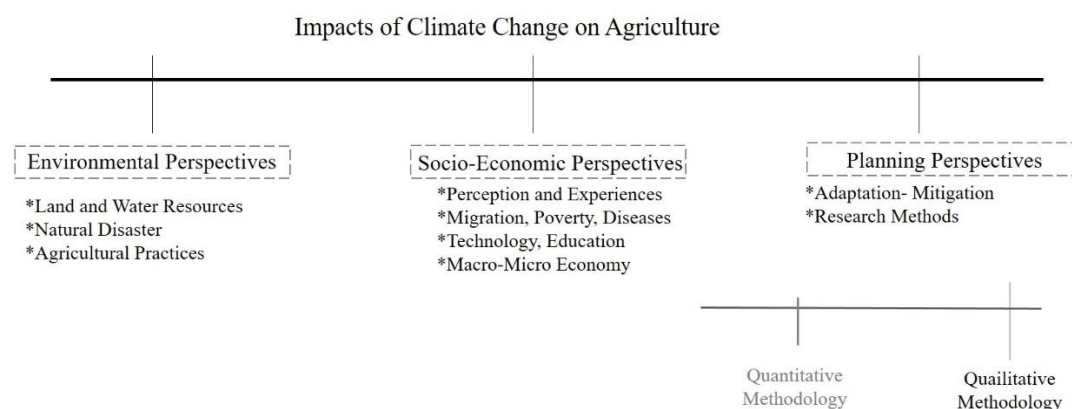 Impacts of Climate Change on Agriculture
Environmental Perspectives
*Land and Water Resources
*Natural Disaster
*Agricultural Practices
Socio-Economic Perspectives
*Perception and Experiences
*Migration, Poverty, Diseases
*Technology, Education
*Macro-Micro Economy
Planning Perspectives
*Adaptation- Mitigation
*Research Methods
Quantitative
Methodology
Quailitative
Methodology